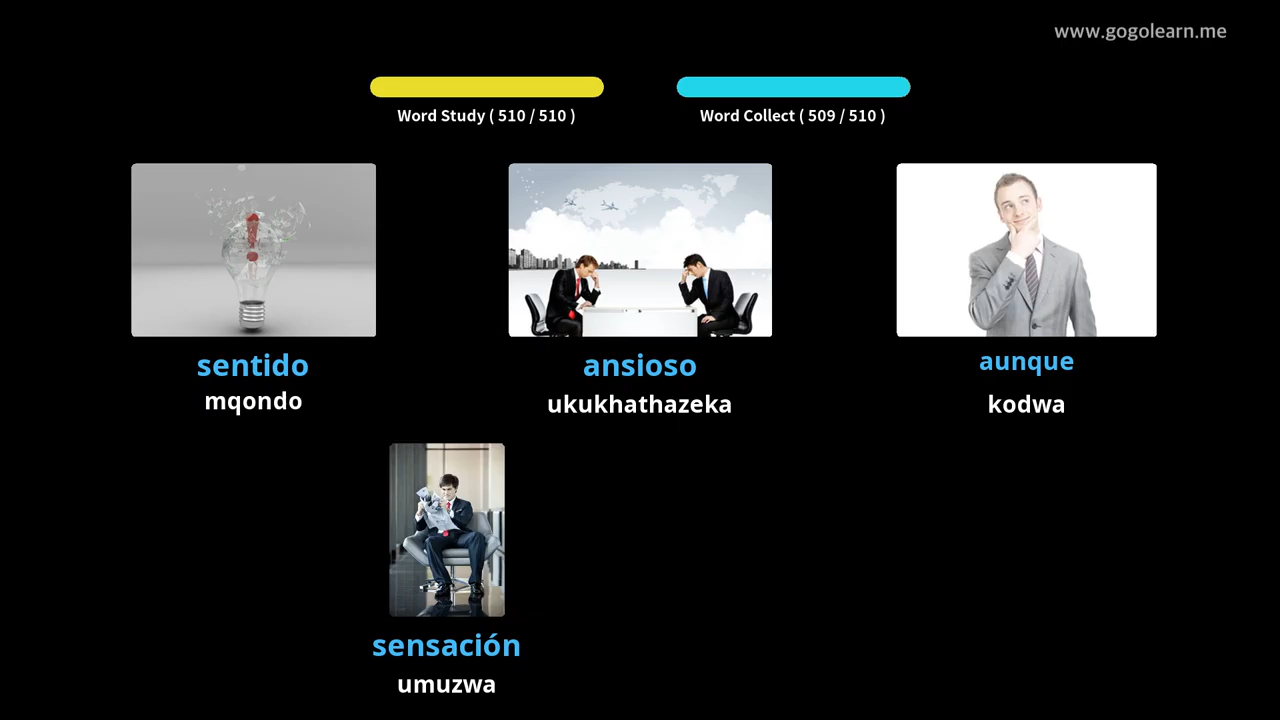 www.gogolearn.me
Word Study ( 510 / 510 )
Word Collect ( 509 / 510 )
sentido
mqondo
ansioso
ukukhathazeka
aunque
kodwa
sensación
umuzwa